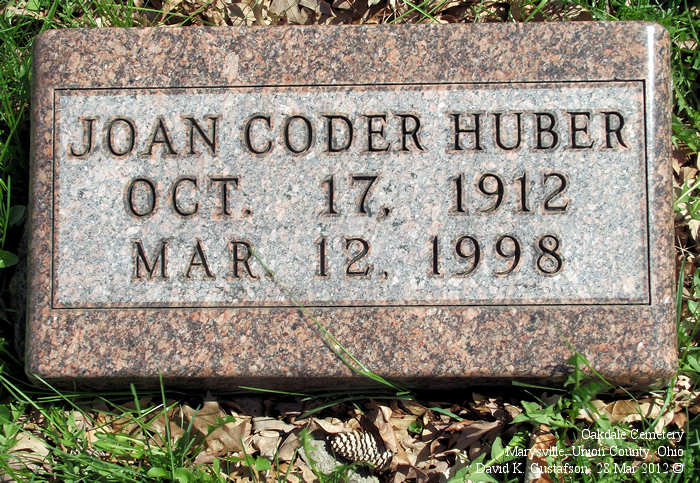 JOAN CODER HUBER
OCT. 17, 1912
MAR. 12, 1998
Oakdale Cemetery
Marysville, Union County, Ohio
David K. Gustafson, 28 Mar 2012 ©